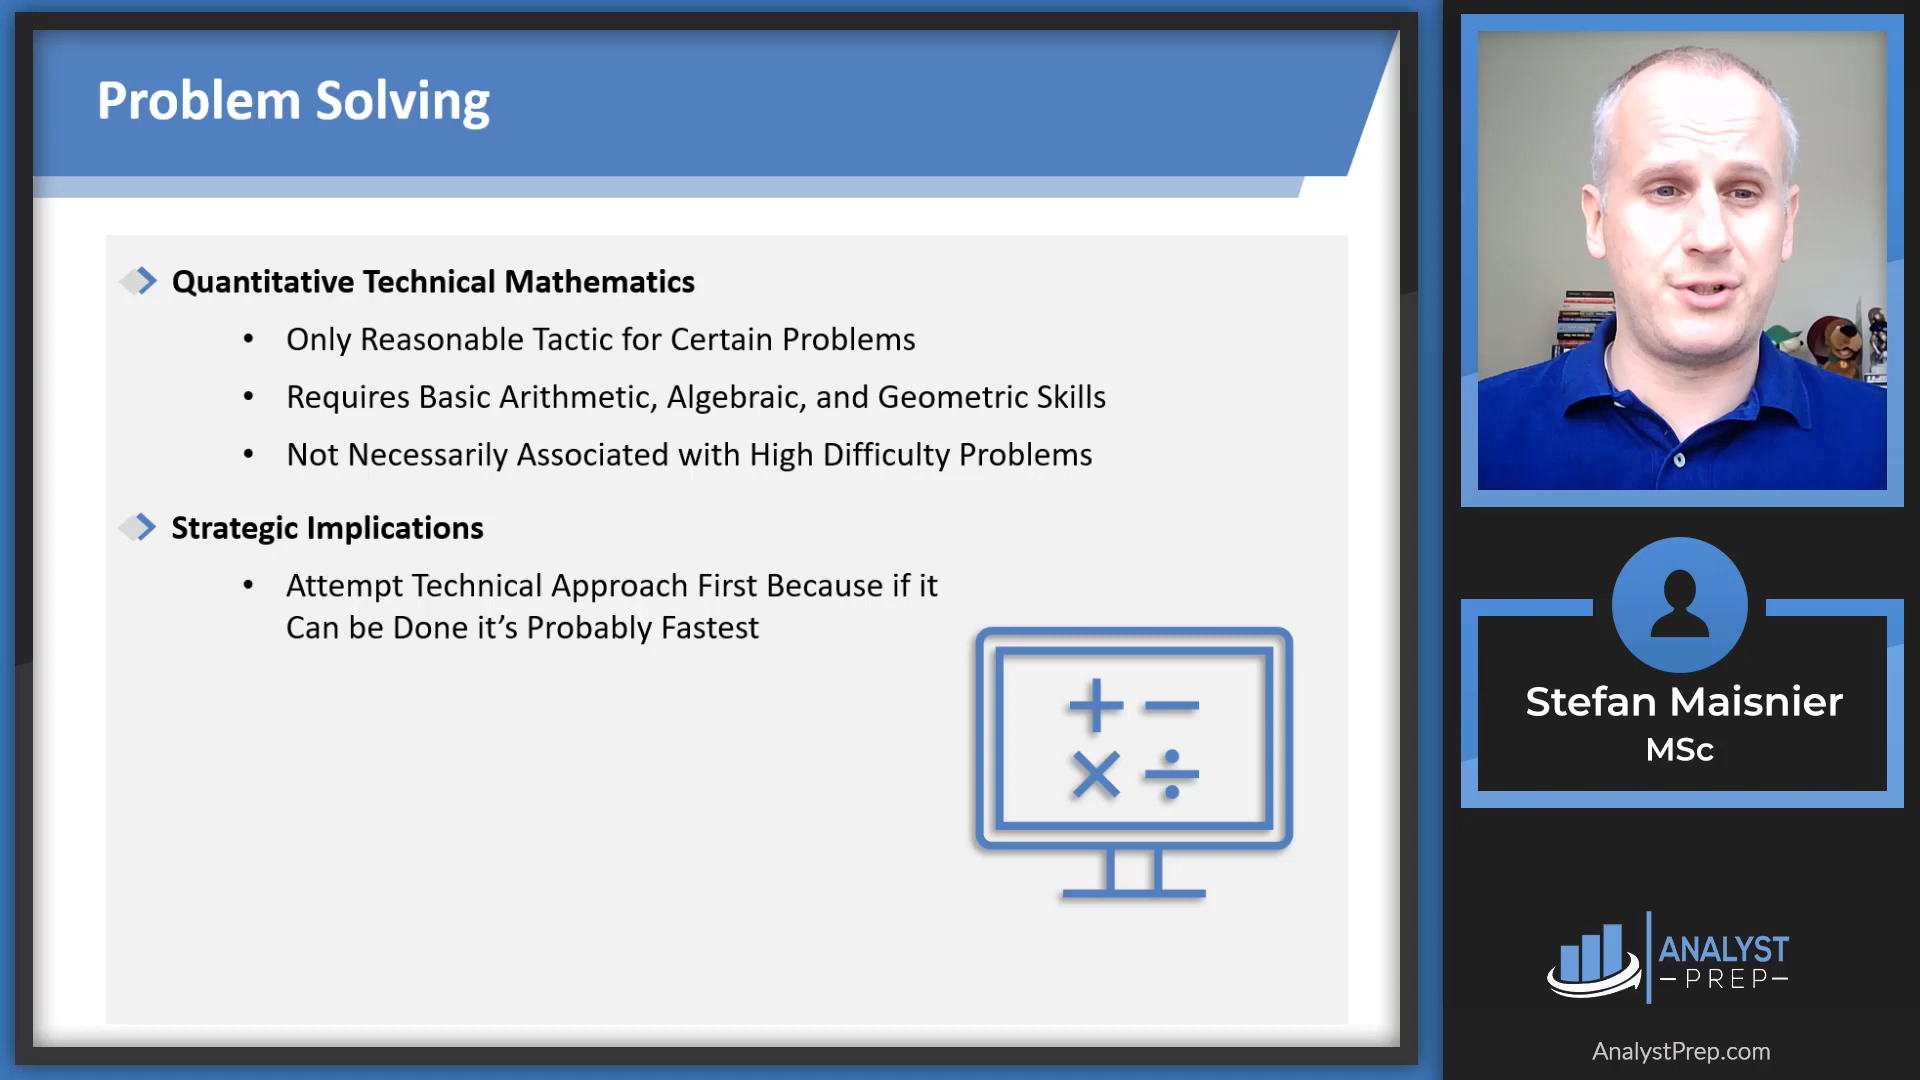 Problem Solving
Quantitative Technical Mathematics
• Only Reasonable Tactic for Certain Problems
• Requires Basic Arithmetic, Algebraic, and Geometric Skills
• Not Necessarily Associated with High Difficulty Problems
Strategic Implications
• Attempt Technical Approach First Because if it
Can be Done it’s Probably Fastest
Stefan Maisnier
MSc
ANALYST
PREP
AnalystPrep.com